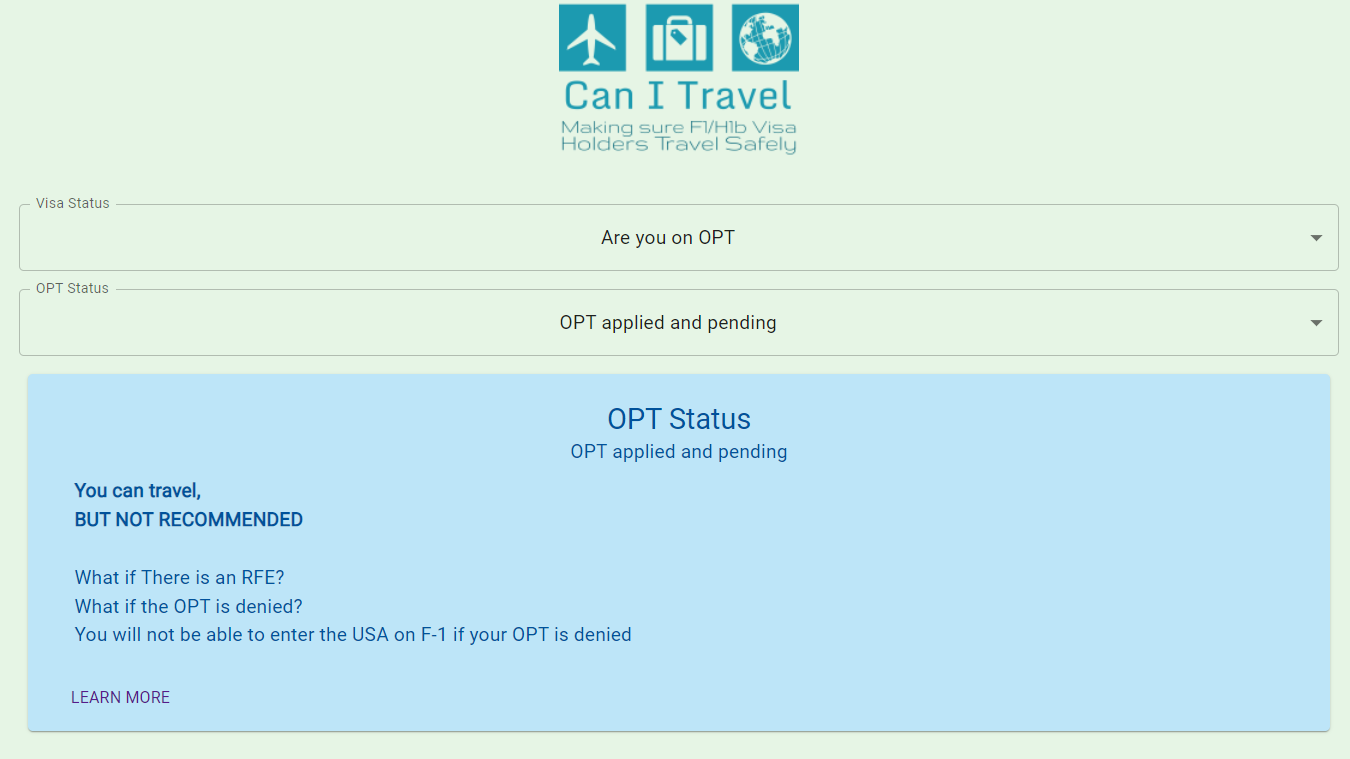 Can I Travel
Making sure F1/H1b Visa
Holders Travel Safely
Visa Status
Are you on OPT
OPT Status
OPT applied and pending
OPT Status
OPT applied and pending
You can travel,
BUT NOT RECOMMENDED
What if There is an RFE?
What if the OPT is denied?
You will not be able to enter the USA on F-1 if your OPT is denied
LEARN MORE